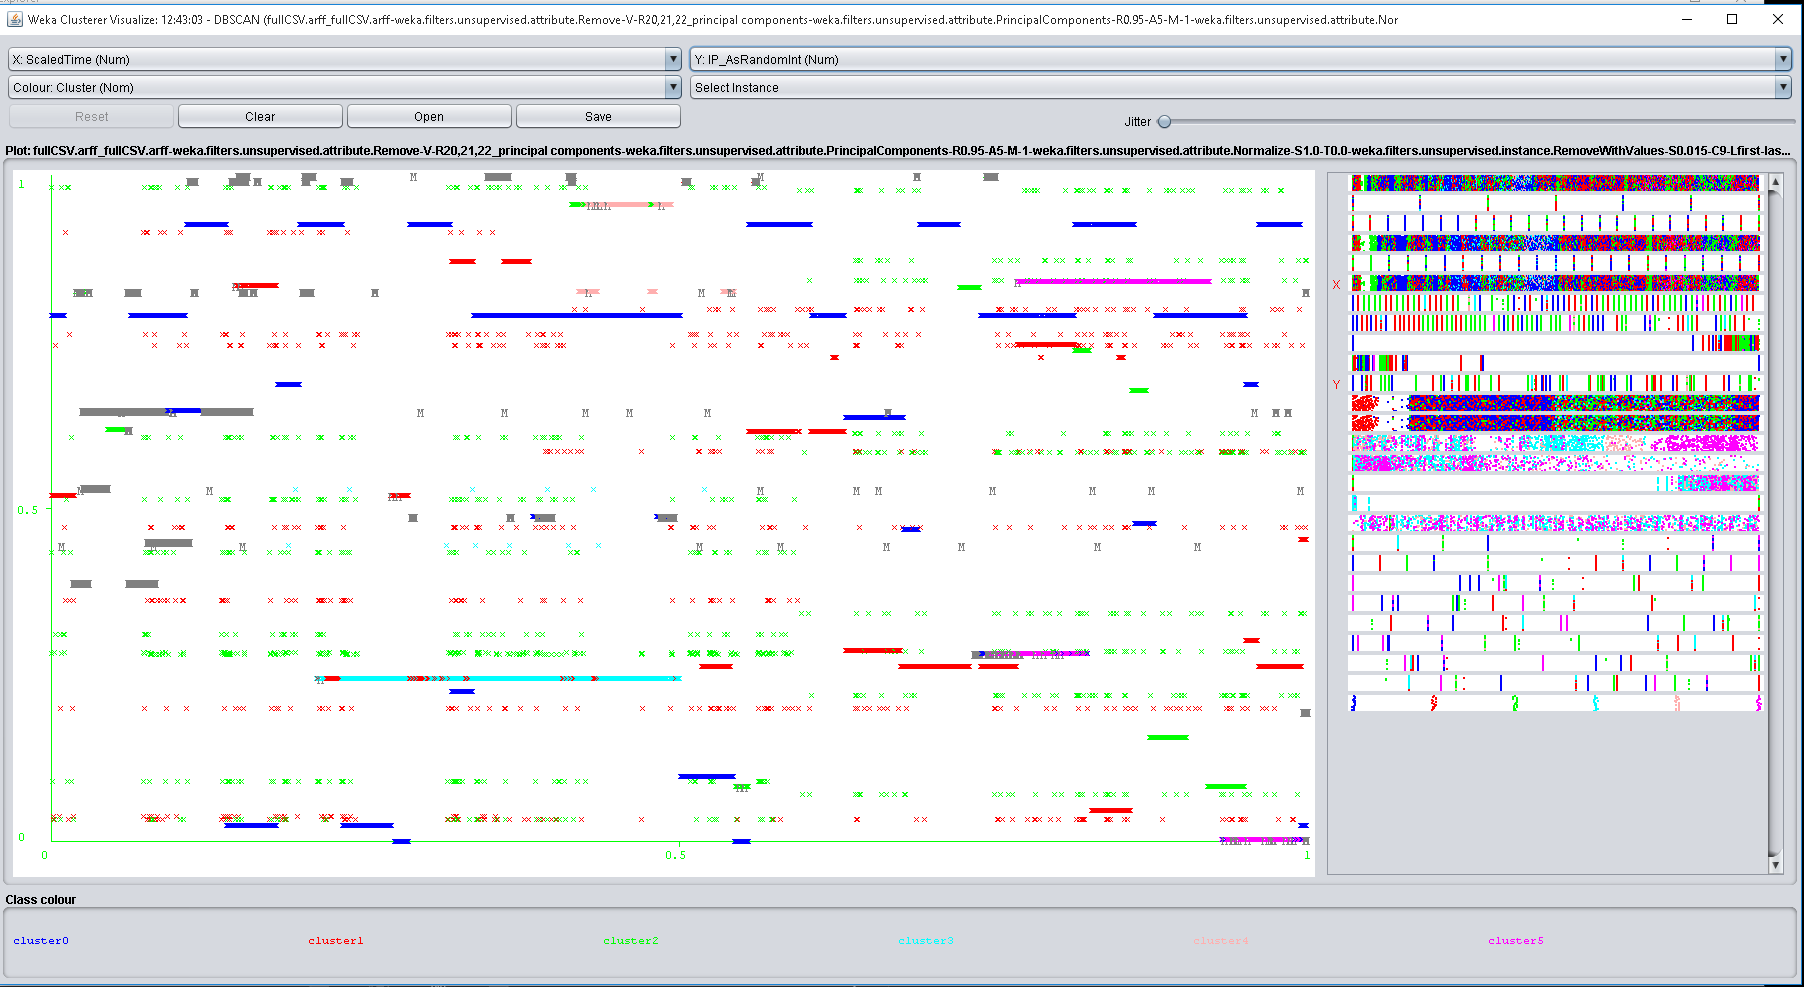 Weka Clusterer Visualize: 12:43:03 - DBSCAN (fullCSV.arff_fullCSV.arff-weka.filters.unsupervised.attribute.Remove-V-R20,21,22_principal components-weka.filters.unsupervised.attribute.PrincipalComponents-R0.95-A5-M-1-weka.filters.unsupervised.attribute.Nor
X: ScaledTime (Num)
Y: IP_AsRandomInt (Num)
Colour: Cluster (Nom)
Select Instance
Reset
Clear
Open
Save
Jitter
Plot: fullCSV.arff_fullCSV.arff-weka.filters.unsupervised.attribute.Remove-V-R20,21,22_principal components-weka.filters.unsupervised.attribute.PrincipalComponents-R0.95-A5-M-1-weka.filters.unsupervised.attribute.Normalize-S1.0-T0.0-weka.filters.unsupervised.instance.RemoveWithValues-S0.015-C9-Lfirst-las...
1
0.5
0
0
0.5
1
X
Y
Class colour
cluster0
cluster1
cluster2
cluster3
cluster4
cluster5